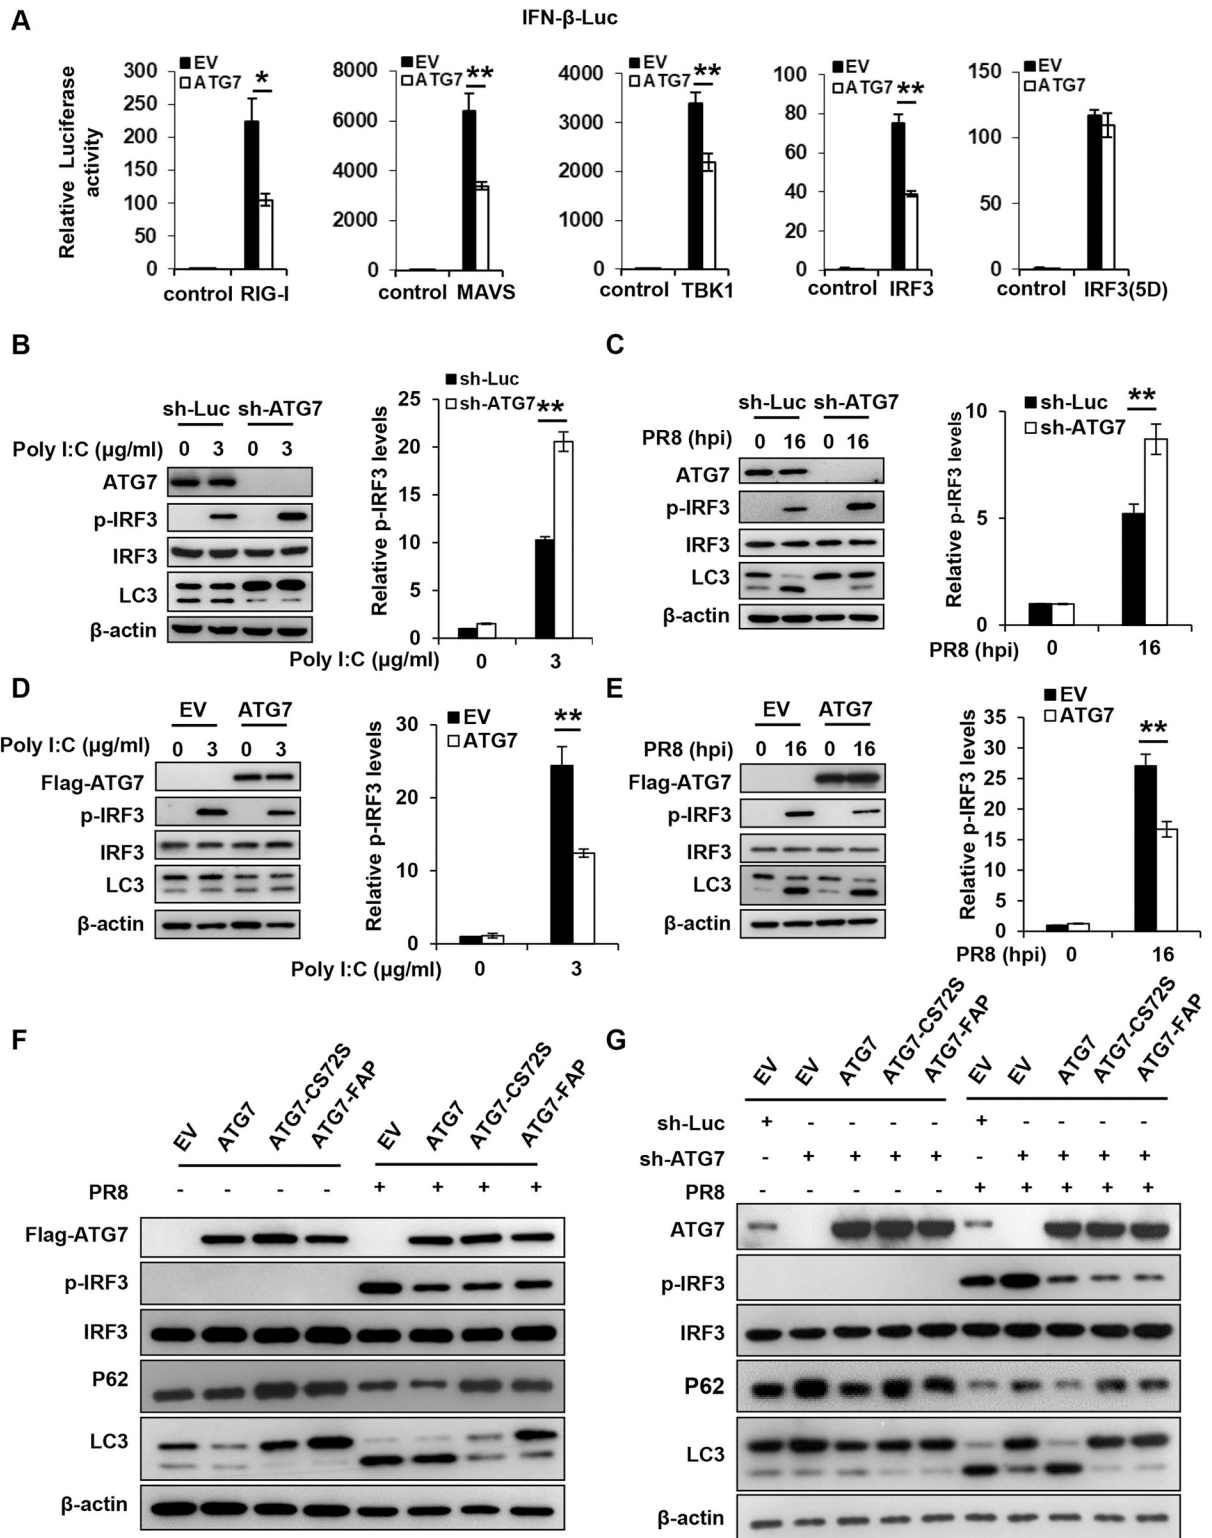 A
IFN-β-Luc
Relative Luciferase activity
EV
ATG7
300
250
200
150
100
50
0
*
control RIG-I
EV
ATG7
8000
6000
4000
2000
0
**
control MAVS
EV
ATG7
4000
3000
2000
1000
0
**
control TBK1
EV
ATG7
100
80
60
40
20
0
**
control IRF3
EV
ATG7
150
100
50
0
control IRF3(5D)
B
sh-Luc sh-ATG7
Poly I:C (μg/ml) 0 3 0 3
ATG7
p-IRF3
IRF3
LC3
β-actin
sh-Luc
sh-ATG7
**
Relative p-IRF3 levels
25
20
15
10
5
0
Poly I:C (μg/ml) 0 3
C
sh-Luc sh-ATG7
PR8 (hpi) 0 16 0 16
ATG7
p-IRF3
IRF3
LC3
β-actin
sh-Luc
sh-ATG7
**
Relative p-IRF3 levels
10
5
0
PR8 (hpi) 0 16
D
EV ATG7
Poly I:C (μg/ml) 0 3 0 3
Flag-ATG7
p-IRF3
IRF3
LC3
β-actin
EV
ATG7
**
Relative p-IRF3 levels
30
20
10
0
Poly I:C (μg/ml) 0 3
E
EV ATG7
PR8 (hpi) 0 16 0 16
Flag-ATG7
p-IRF3
IRF3
LC3
β-actin
EV
ATG7
**
Relative p-IRF3 levels
35
30
25
20
15
10
5
0
PR8 (hpi) 0 16
F
EV ATG7 ATG7-CS72S ATG7-FAP EV ATG7 ATG7-CS72S ATG7-FAP
PR8 - - - - + + + +
Flag-ATG7
p-IRF3
IRF3
P62
LC3
β-actin
G
EV EV ATG7 ATG7-CS72S ATG7-FAP EV EV ATG7 ATG7-CS72S ATG7-FAP
sh-Luc + - - - - + - - - -
sh-ATG7 - + + + + - + + + +
PR8 - - - - - + + + + +
ATG7
p-IRF3
IRF3
P62
LC3
β-actin